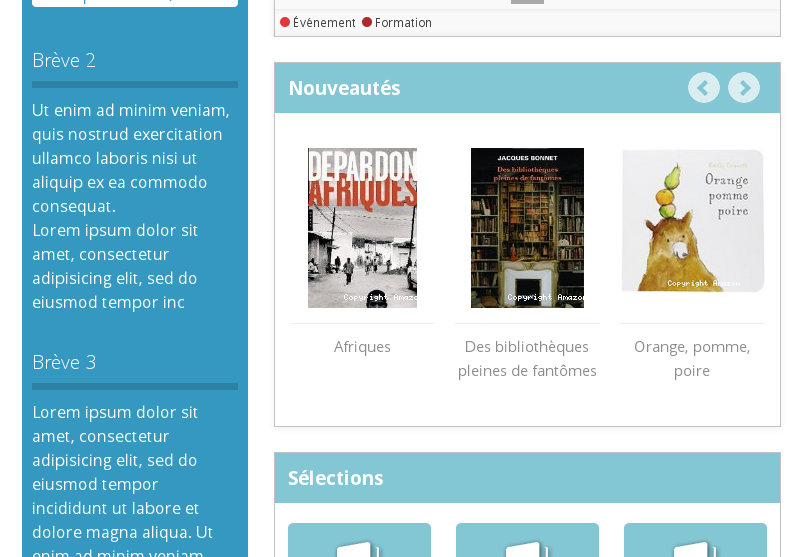 Brève 2
Ut enim ad minim veniam,
quis nostrud exercitation
ullamco laboris nisi ut
aliquip ex ea commodo
consequat.
Lorem ipsum dolor sit
amet, consectetur
adipisicing elit, sed do
eiusmod tempor inc
Brève 3
Lorem ipsum dolor sit
amet, consectetur
adipisicing elit, sed do
eiusmod tempor
incididunt ut labore et
dolore magna aliqua. Ut
enim ad minim veniam
Évènement Formation
Nouveautés
DEPARDON
AFRIQUES
Copyright Amazo
JACQUES BONNET
Des bibliothèques
pleines de fantômes
Copyright Amazon
Orange
pomme
poire
Copyright Amazon
Afriques
Des bibliothèques
pleines de fantômes
Orange, pomme,
poire
Sélections